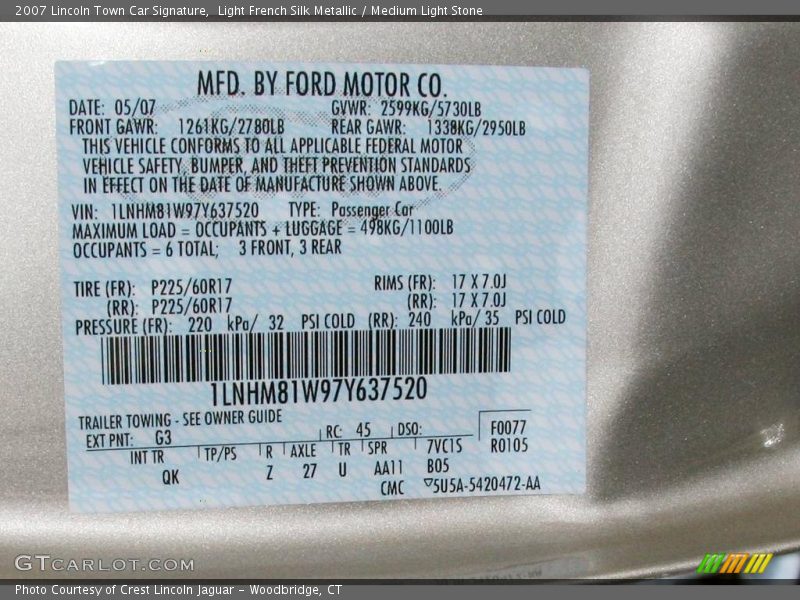 2007 Lincoln Town Car Signature,  Light French Silk Metallic / Medium Light Stone
MFD. BY FORD MOTOR CO.
DATE: 05/07 GVWR: 2599KG/5730LB
FRONT GAWR: 1261KG/2780LB REAR GAWR: 1338KG/2950LB
THIS VEHICLE CONFORMS TO ALL APPLICABLE FEDERAL MOTOR
VEHICLE SAFETY, BUMPER, AND THEFT PREVENTION STANDARDS
IN EFFECT ON THE DATE OF MANUFACTURE SHOWN ABOVE.
VIN: 1LNHM81W97Y637520 TYPE: Passenger Car
MAXIMUM LOAD = OCCUPANTS + LUGGAGE = 498KG/1100LB
OCCUPANTS = 6 TOTAL; 3 FRONT, 3 REAR
TIRE (FR): P225/60R17 RIMS (FR): 17 X 7.0J
(RR): P225/60R17 (RR): 17 X 7.0J
PRESSURE (FR): 220 kPa/ 32 PSI COLD (RR): 240 kPa/ 35 PSI COLD
1LNHM81W97Y637520
TRAILER TOWING - SEE OWNER GUIDE
EXT PNT: G3 RC: 45 DSO: F0077
INT TR TP/PS R AXLE TR SPR 7VC1S R0105
QK Z 27 U AA11 B05
CMC ▽5U5A-5420472-AA
GTCARLOT.COM
Photo Courtesy of Crest Lincoln Jaguar - Woodbridge, CT